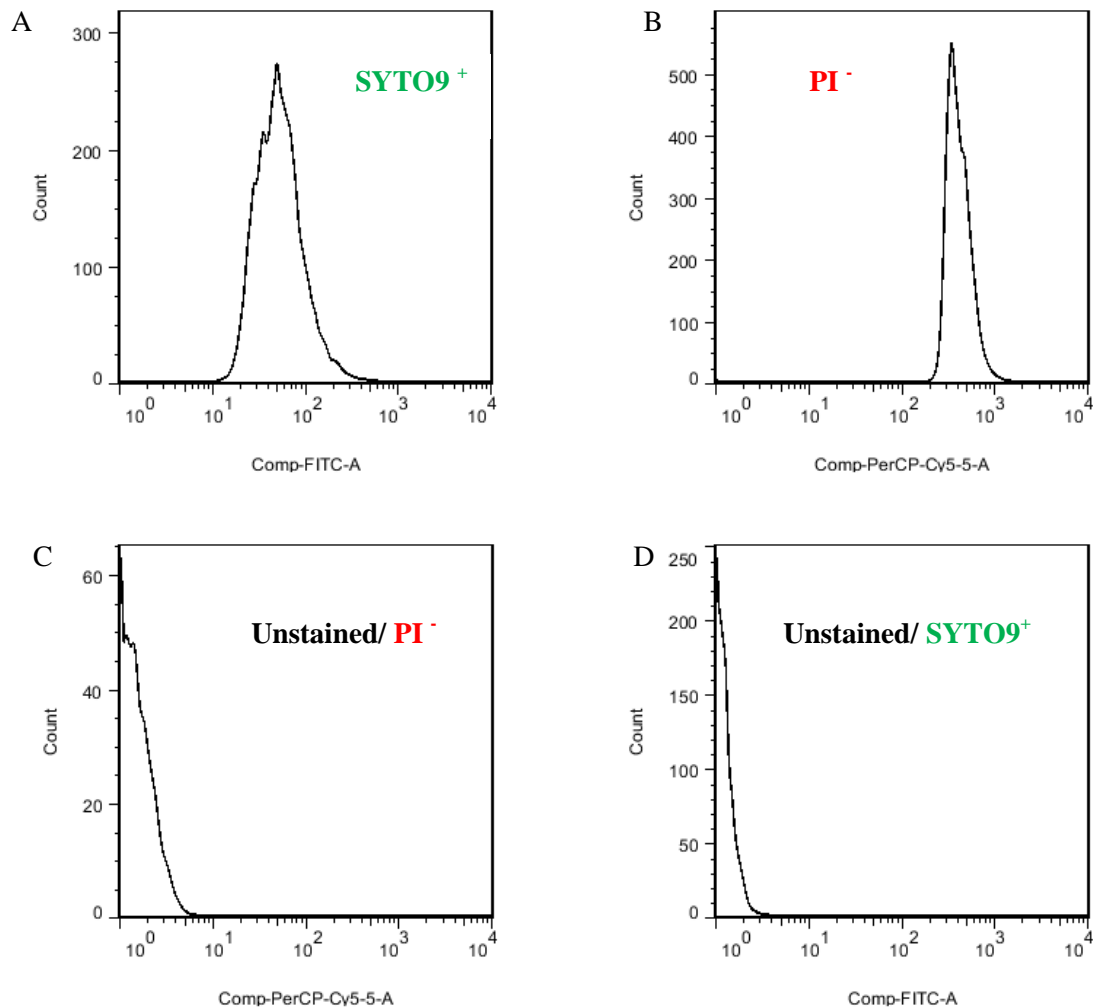 A
300
200
100
0
Count
SYTO9 +
10^0 10^1 10^2 10^3 10^4
Comp-FITC-A
B
500
400
300
200
100
0
Count
PI -
10^0 10^1 10^2 10^3 10^4
Comp-PerCP-Cy5-5-A
C
60
40
20
0
Count
Unstained/ PI -
10^0 10^1 10^2 10^3 10^4
Comp-PerCP-Cy5-5-A
D
250
200
150
100
50
0
Count
Unstained/ SYTO9+
10^0 10^1 10^2 10^3 10^4
Comp-FITC-A